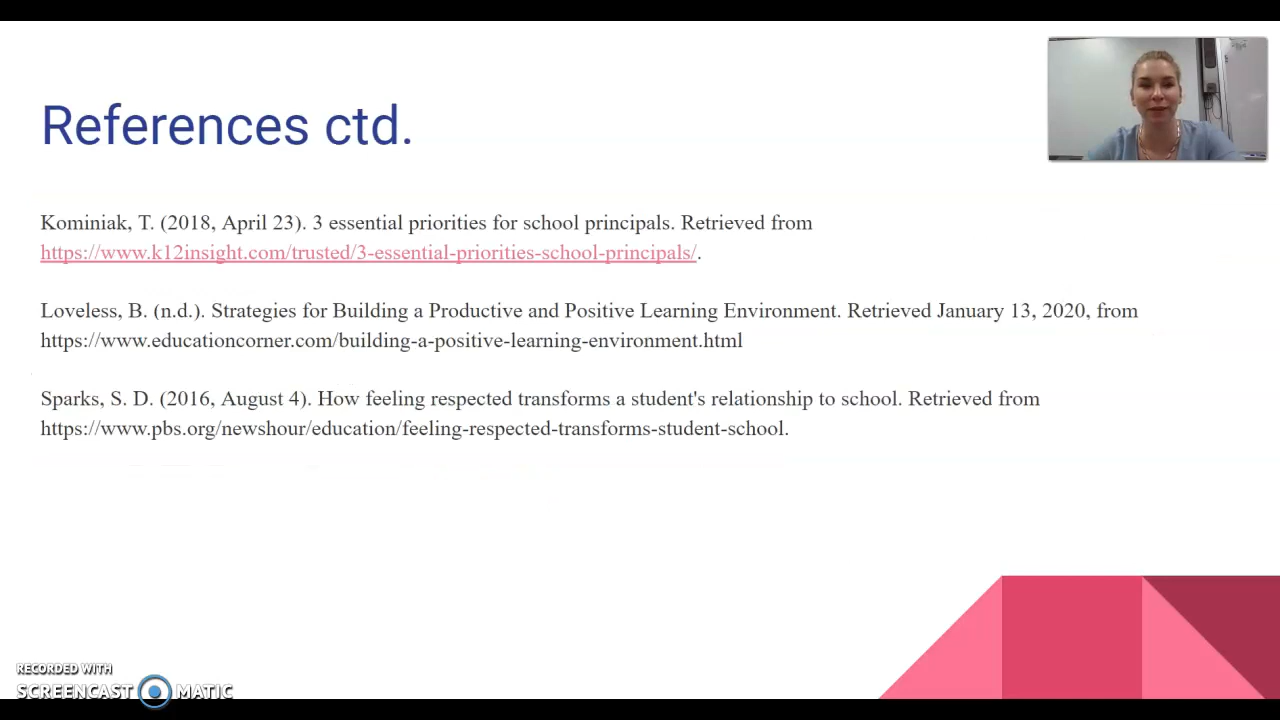 References ctd.
Kominiak, T. (2018, April 23). 3 essential priorities for school principals. Retrieved from
https://www.k12insight.com/trusted/3-essential-priorities-school-principals/.
Loveless, B. (n.d.). Strategies for Building a Productive and Positive Learning Environment. Retrieved January 13, 2020, from
https://www.educationcorner.com/building-a-positive-learning-environment.html
Sparks, S. D. (2016, August 4). How feeling respected transforms a student's relationship to school. Retrieved from
https://www.pbs.org/newshour/education/feeling-respected-transforms-student-school.
RECORDED WITH
SCREENCAST MATIC